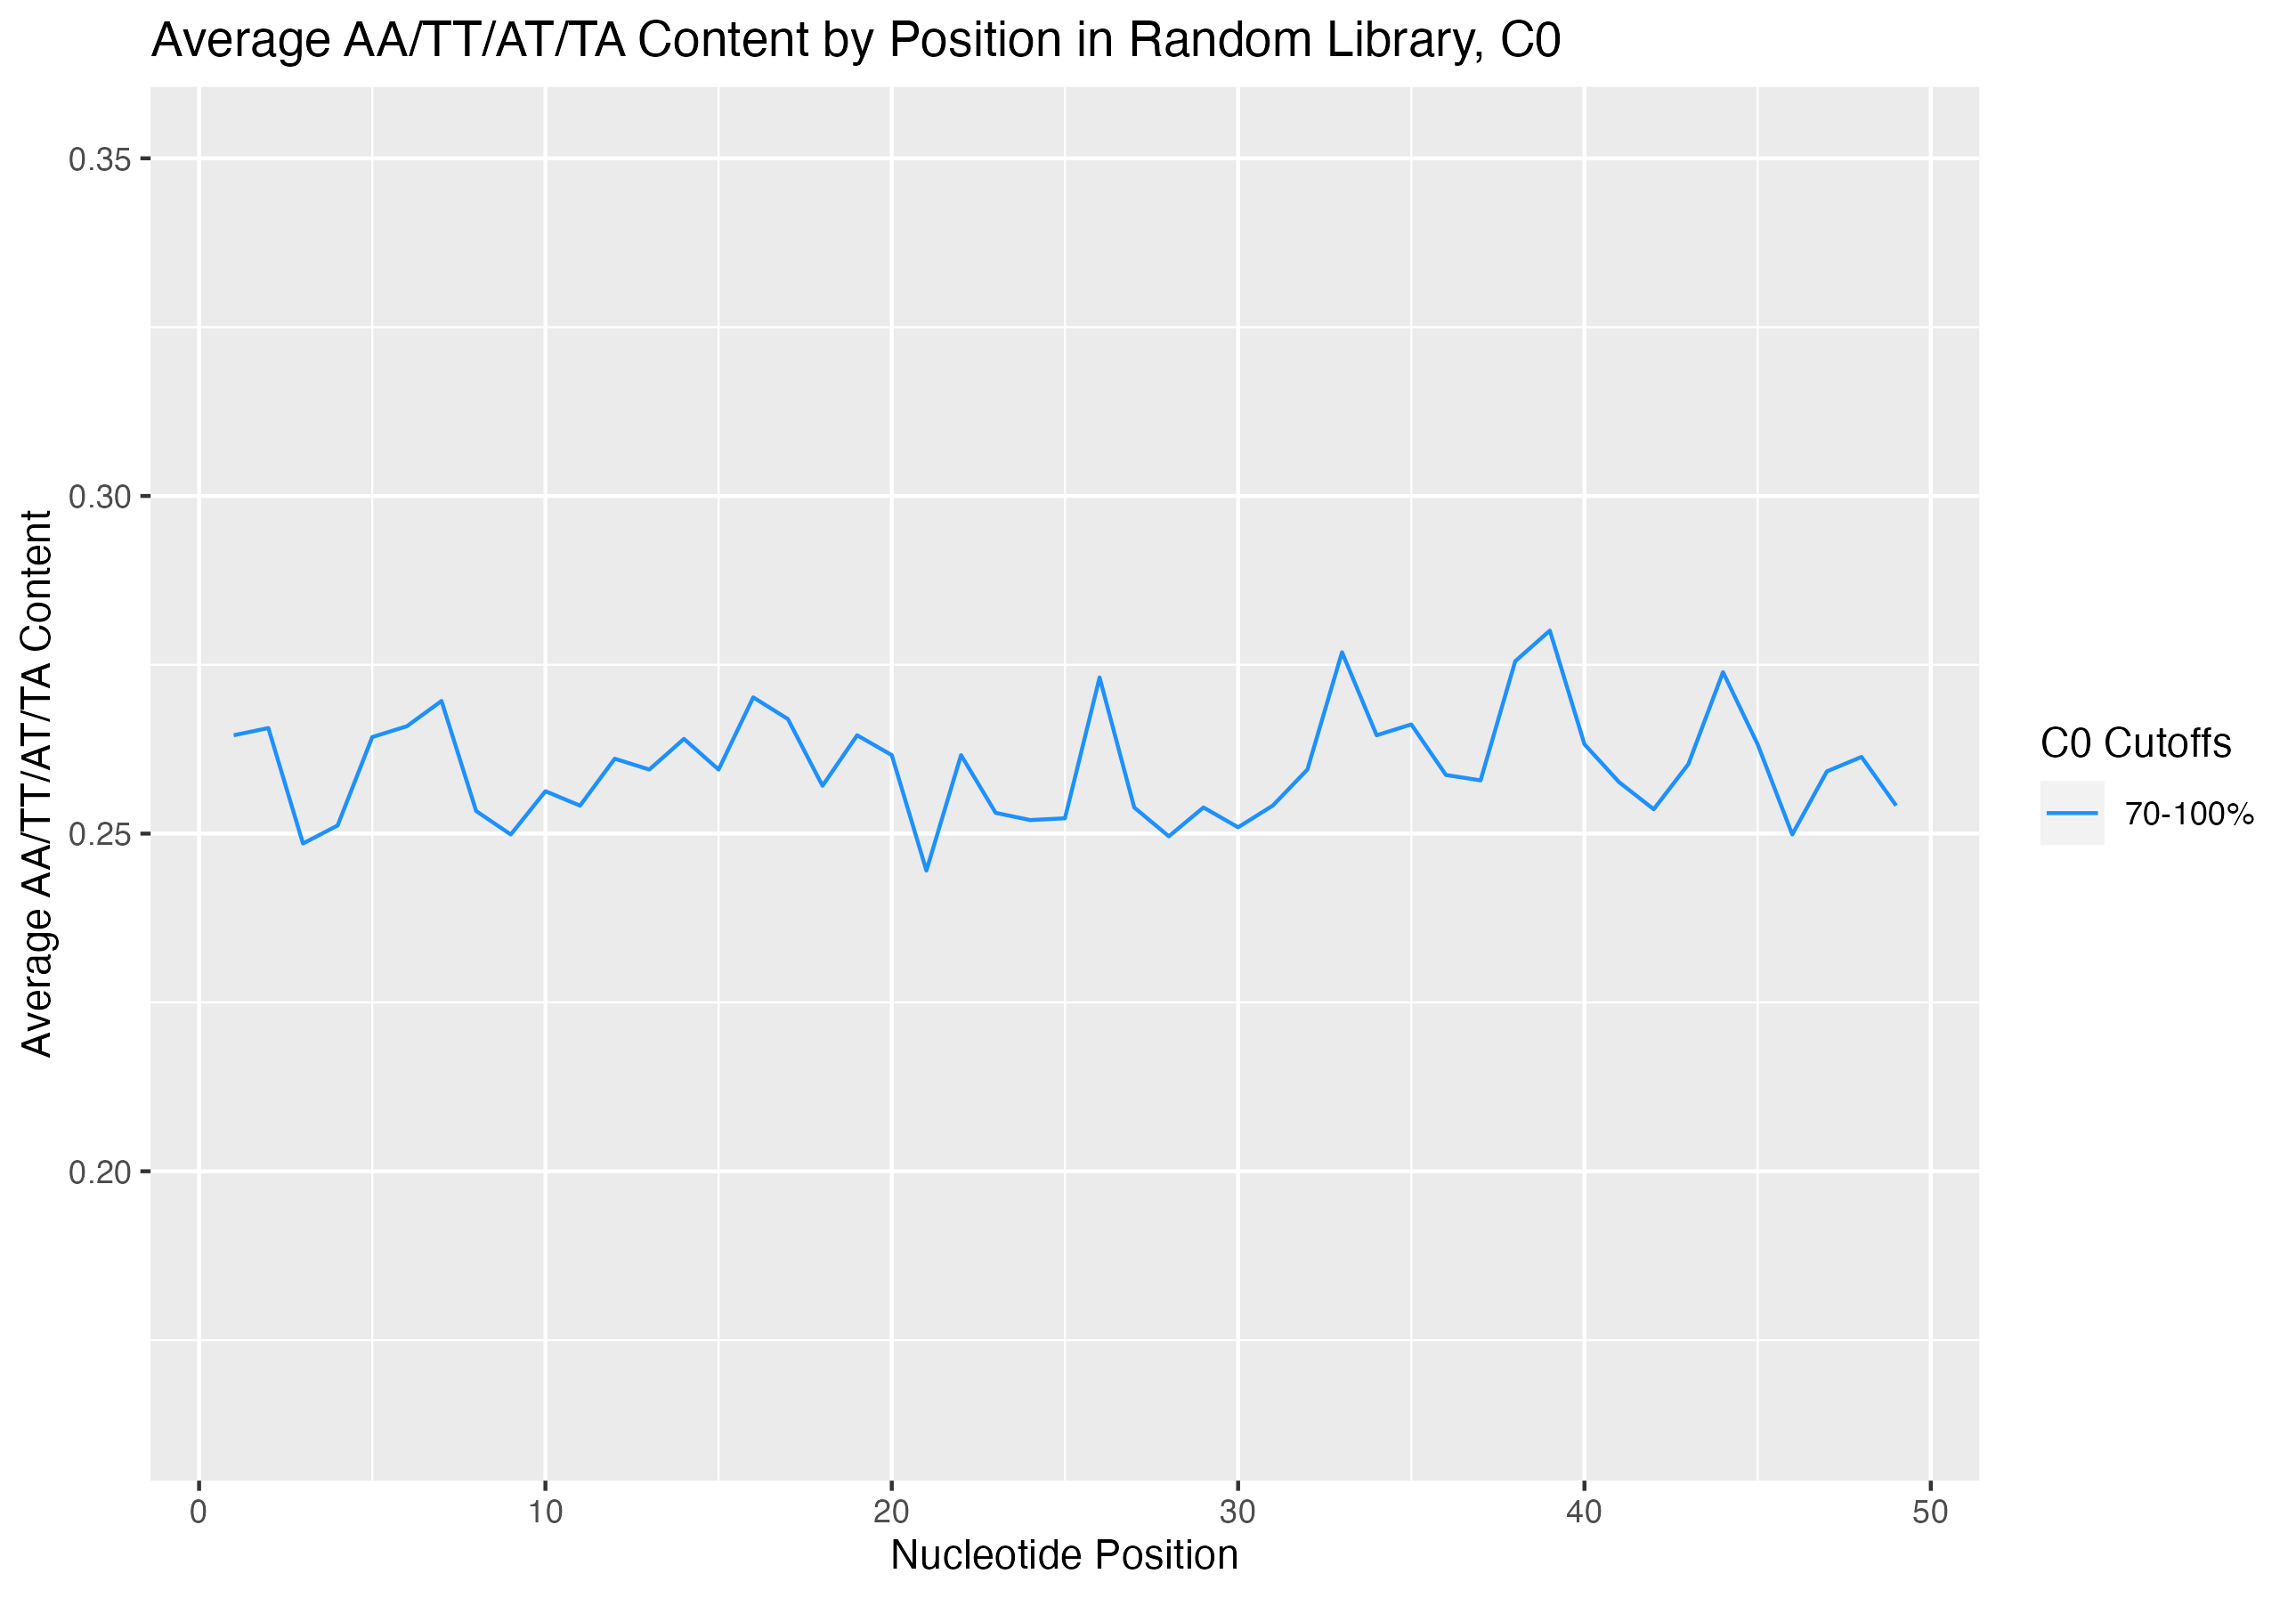 Average AA/TT/AT/TA Content by Position in Random Library, C0
Average AA/TT/AT/TA Content
0.35
0.30
0.25
0.20
0
10
20
30
40
50
Nucleotide Position
C0 Cutoffs
70-100%